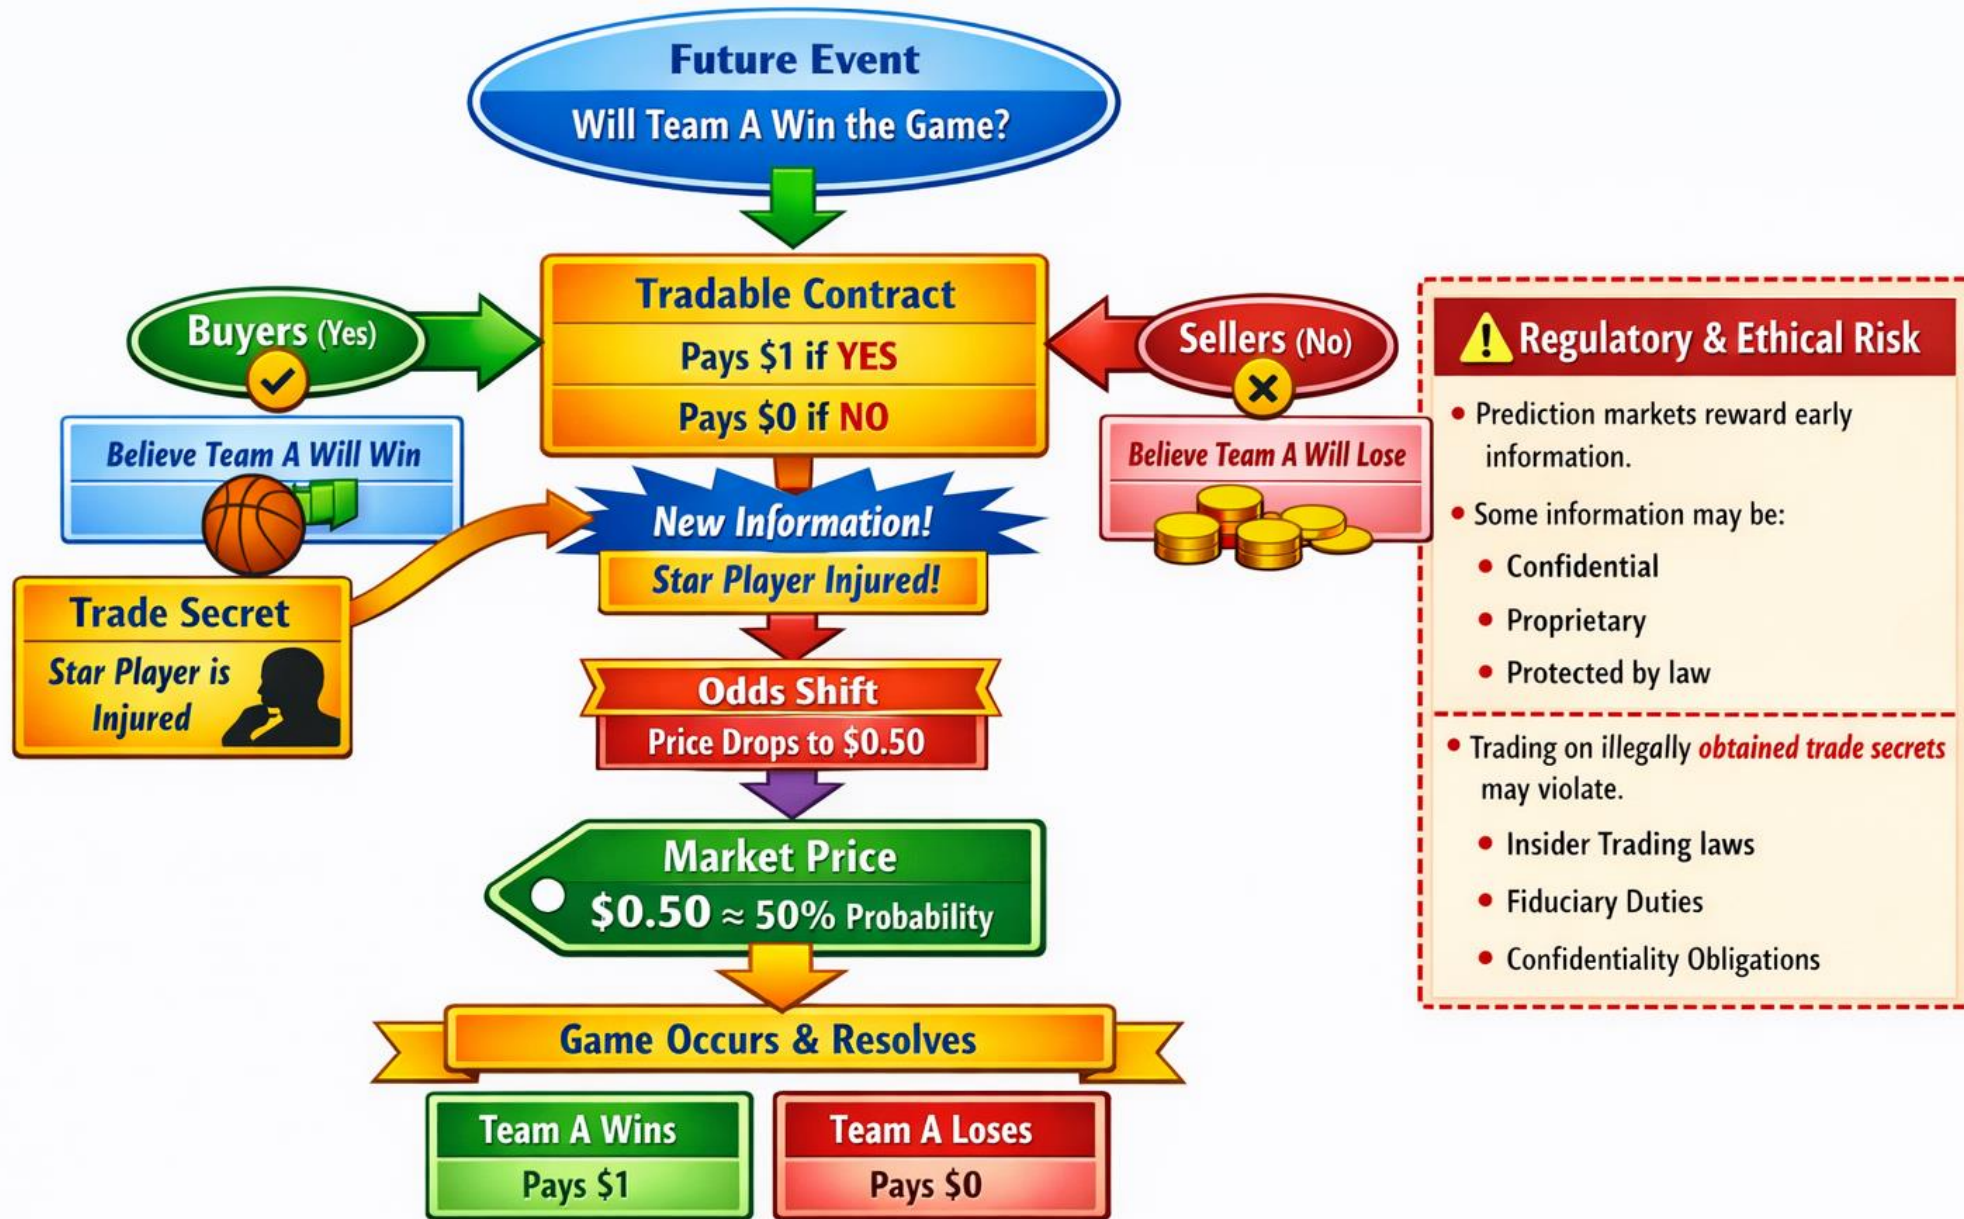 Future Event
Will Team A Win the Game?
Tradable Contract
Pays $1 if YES
Pays $0 if NO
Buyers (Yes)
Believe Team A Will Win
Sellers (No)
Believe Team A Will Lose
Trade Secret
Star Player is
Injured
New Information!
Star Player Injured!
Odds Shift
Price Drops to $0.50
Market Price
$0.50 ≈ 50% Probability
Game Occurs & Resolves
Team A Wins
Pays $1
Team A Loses
Pays $0
Regulatory & Ethical Risk
• Prediction markets reward early
information.
• Some information may be:
• Confidential
• Proprietary
• Protected by law
• Trading on illegally obtained trade secrets
may violate.
• Insider Trading laws
• Fiduciary Duties
• Confidentiality Obligations